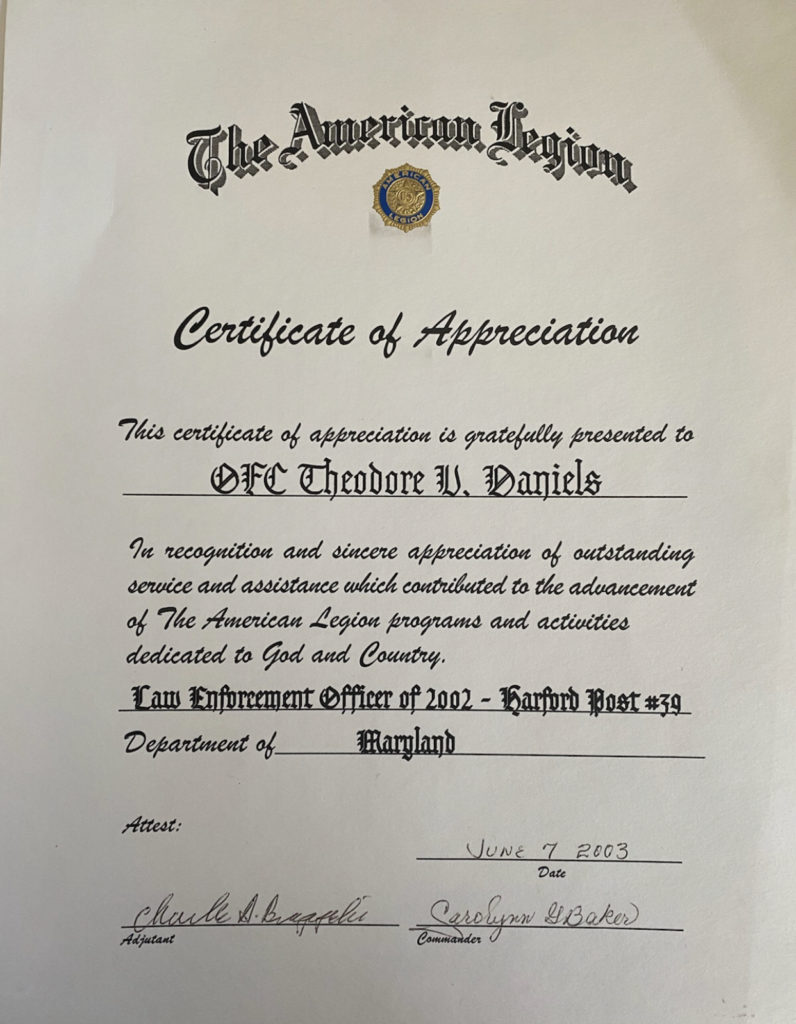 The American Legion
AMERICAN
LEGION
Certificate of Appreciation
This certificate of appreciation is gratefully presented to
OFC Theodore V. Daniels
In recognition and sincere appreciation of outstanding
service and assistance which contributed to the advancement
of The American Legion programs and activities
dedicated to God and Country.
Law Enforcement Officer of 2002 - Harford Post #39
Department of Maryland
Attest:
JUNE 7 2003
Date
A. Carolynn G Baker
Adjutant Commander